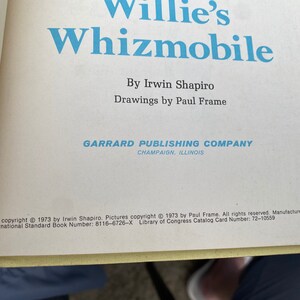 Willie's
Whizmobile
By Irwin Shapiro
Drawings by Paul Frame
GARRARD PUBLISHING COMPANY
CHAMPAIGN, ILLINOIS
copyright © 1973 by Irwin Shapiro. Pictures copyright © 1973 by Paul Frame. All rights reserved. Manufactur
national Standard Book Number: 8116-6726-X Library of Congress Catalog Card Number: 72-10559